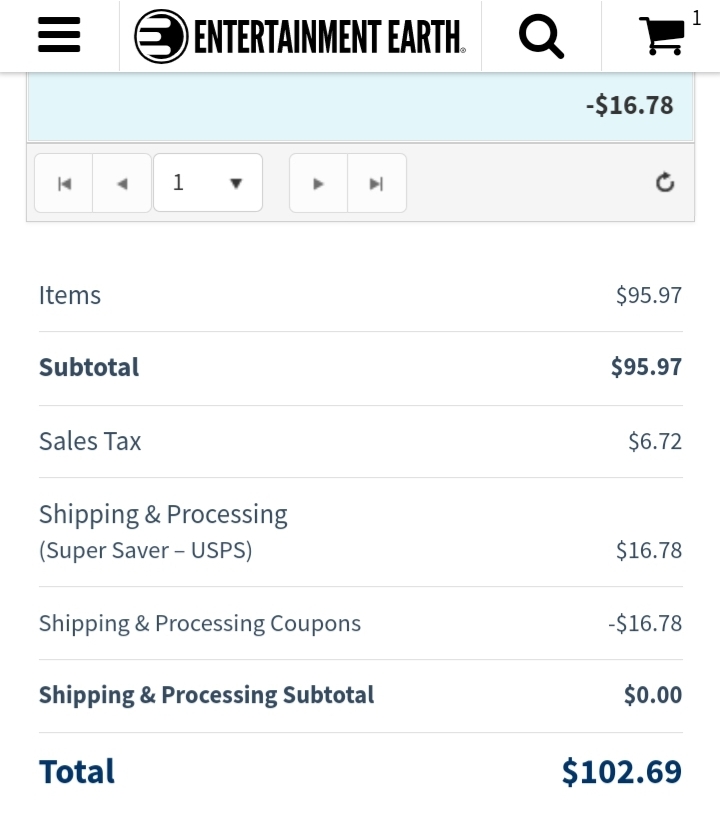 ENTERTAINMENT EARTH
1
-$16.78
1
Items $95.97
Subtotal $95.97
Sales Tax $6.72
Shipping & Processing
(Super Saver – USPS) $16.78
Shipping & Processing Coupons -$16.78
Shipping & Processing Subtotal $0.00
Total $102.69